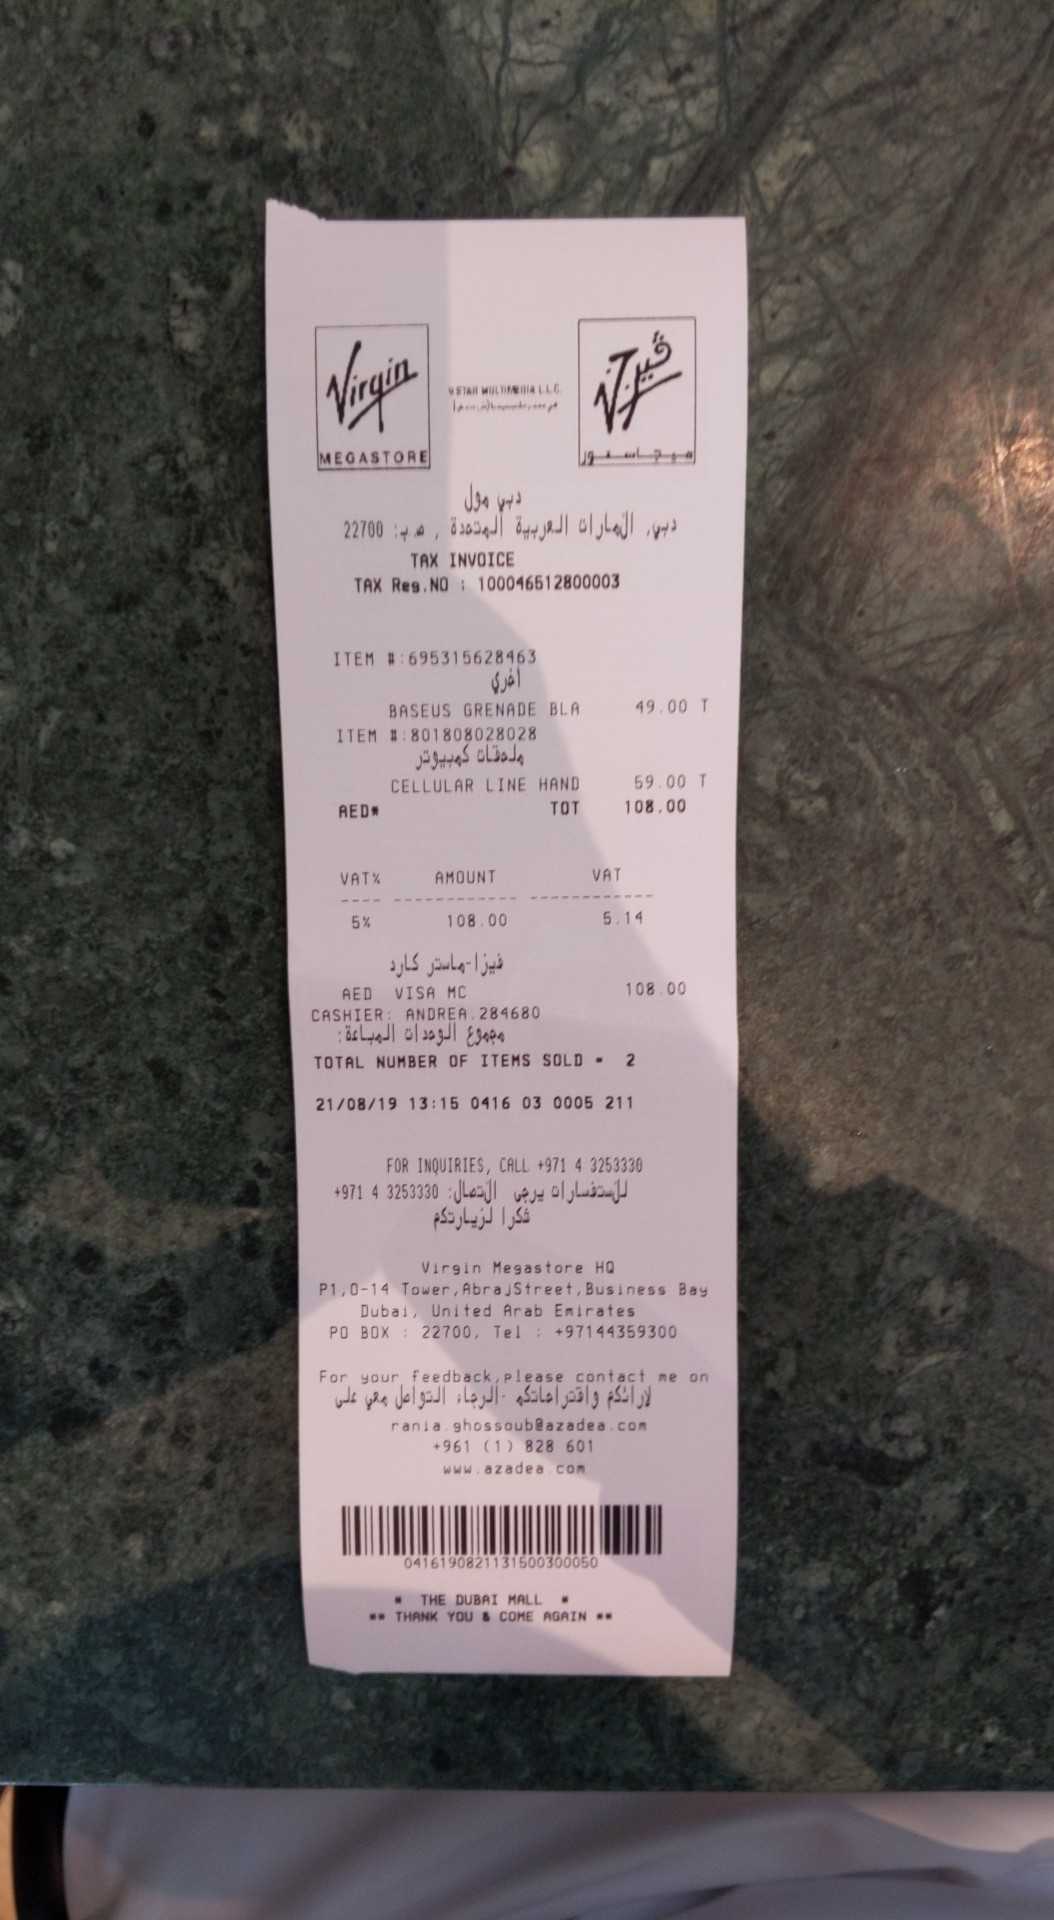 Virgin
MEGASTORE
V STAR MULTIMEDIA L.L.C.
فيرجن
ميجاستور
دبي مول
دبي, الأمارات العربية المتحدة , ص.ب: 22700
TAX INVOICE
TAX Reg.NO : 100046512800003
ITEM #:695315628463
اخري
BASEUS GRENADE BLA 49.00 T
ITEM #:801808028028
ملحقات كمبيوتر
CELLULAR LINE HAND 59.00 T
AED* TOT 108.00
VAT% AMOUNT VAT
---- ------------ ------------
5% 108.00 5.14
فيزا-ماستر كارد
AED VISA MC 108.00
CASHIER: ANDREA.284680
مجموع الوحدات المباعة:
TOTAL NUMBER OF ITEMS SOLD = 2
21/08/19 13:15 0416 03 0005 211
FOR INQUIRIES, CALL +971 4 3253330
للأستفسارات يرجى الأتصال: 3253330 4 971+
شكرا لزيارتكم
Virgin Megastore HQ
P1,O-14 Tower,AbrajStreet,Business Bay
Dubai, United Arab Emirates
PO BOX : 22700, Tel : +97144359300
For your feedback,please contact me on
لارائكم واقتراحاتكم -الرجاء التواصل معي على
rania.ghossoub@azadea.com
+961 (1) 828 601
www.azadea.com
0416190821131500300050
* THE DUBAI MALL *
** THANK YOU & COME AGAIN **